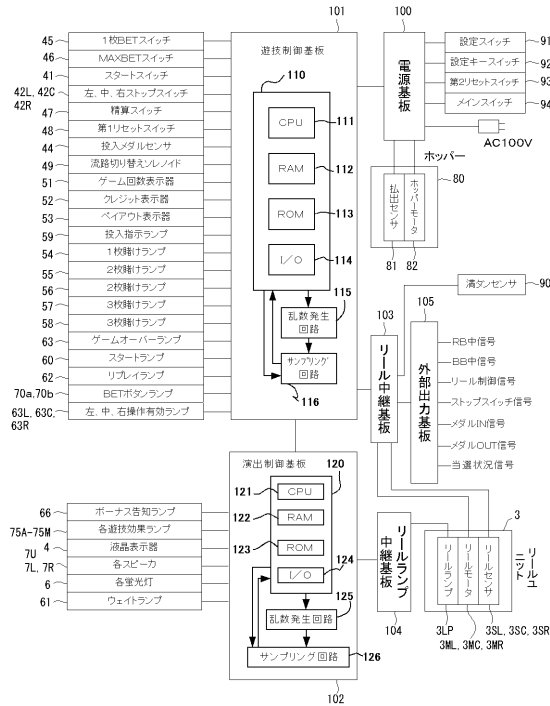 101
100
45
1枚BETスイッチ
46
MAXBETスイッチ
41
スタートスイッチ
42L, 42C
42R
左、中、右ストップスイッチ
47
精算スイッチ
48
第1リセットスイッチ
44
投入メダルセンサ
49
流路切り替えソレノイド
51
ゲーム回数表示器
52
クレジット表示器
53
ペイアウト表示器
59
投入指示ランプ
54
1枚賭けランプ
55
2枚賭けランプ
56
2枚賭けランプ
57
3枚賭けランプ
58
3枚賭けランプ
63
ゲームオーバーランプ
60
スタートランプ
62
リプレイランプ
70a,70b
BETボタンランプ
63L, 63C,
63R
左、中、右操作有効ランプ
遊技制御基板
110
CPU
111
RAM
112
ROM
113
I/O
114
乱数発生
回路
115
サンプリング
回路
116
電源基板
設定スイッチ
91
設定キースイッチ
92
第2リセットスイッチ
93
メインスイッチ
94
AC100V
ホッパー
80
払出センサ
ホッパーモータ
81
82
満タンセンサ
90
103
リール中継基板
105
外部出力基板
RB中信号
BB中信号
リール制御信号
ストップスイッチ信号
メダルIN信号
メダルOUT信号
当選状況信号
演出制御基板
120
121
CPU
122
RAM
123
ROM
I/O
124
乱数発生回路
125
サンプリング回路
126
102
66
ボーナス告知ランプ
75A-75M
各遊技効果ランプ
4
液晶表示器
7U
7L, 7R
各スピーカ
6
各蛍光灯
61
ウェイトランプ
リールランプ中継基板
104
3
リールランプ
リールモータ
リールセンサ
リールユニット
3LP
3ML, 3MC, 3MR
3SL, 3SC, 3SR